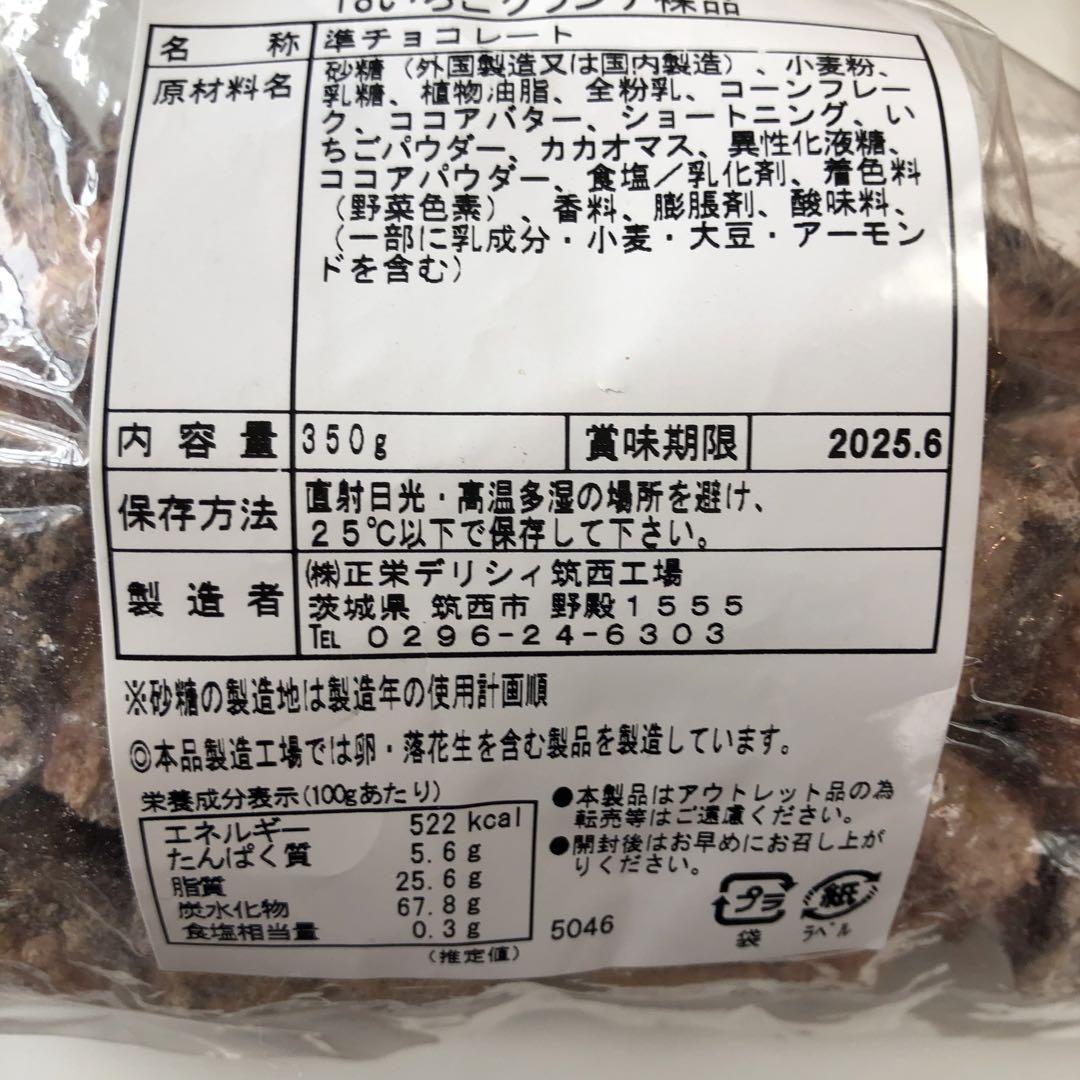 いちごクランチ裸品
名称 準チョコレート
原材料名 砂糖（外国製造又は国内製造）、小麦粉、
乳糖、植物油脂、全粉乳、コーンフレー
ク、ココアバター、ショートニング、い
ちごパウダー、カカオマス、異性化液糖、
ココアパウダー、食塩／乳化剤、着色料
（野菜色素）、香料、膨脹剤、酸味料、
（一部に乳成分・小麦・大豆・アーモン
ドを含む）
内容量 350g 賞味期限 2025.6
保存方法 直射日光・高温多湿の場所を避け、
２５℃以下で保存して下さい。
製造者 ㈱正栄デリシィ筑西工場
茨城県 筑西市 野殿１５５５
℡ ０２９６−２４−６３０３
※砂糖の製造地は製造年の使用計画順
◎本品製造工場では卵・落花生を含む製品を製造しています。
栄養成分表示(100gあたり)
エネルギー 522 kcal
たんぱく質 5.6 g
脂質 25.6 g
炭水化物 67.8 g
食塩相当量 0.3 g
(推定値)
●本製品はアウトレット品の為
転売等はご遠慮ください。
●開封後はお早めにお召し上が
りください。
5046
プラ
袋
紙
ラベル